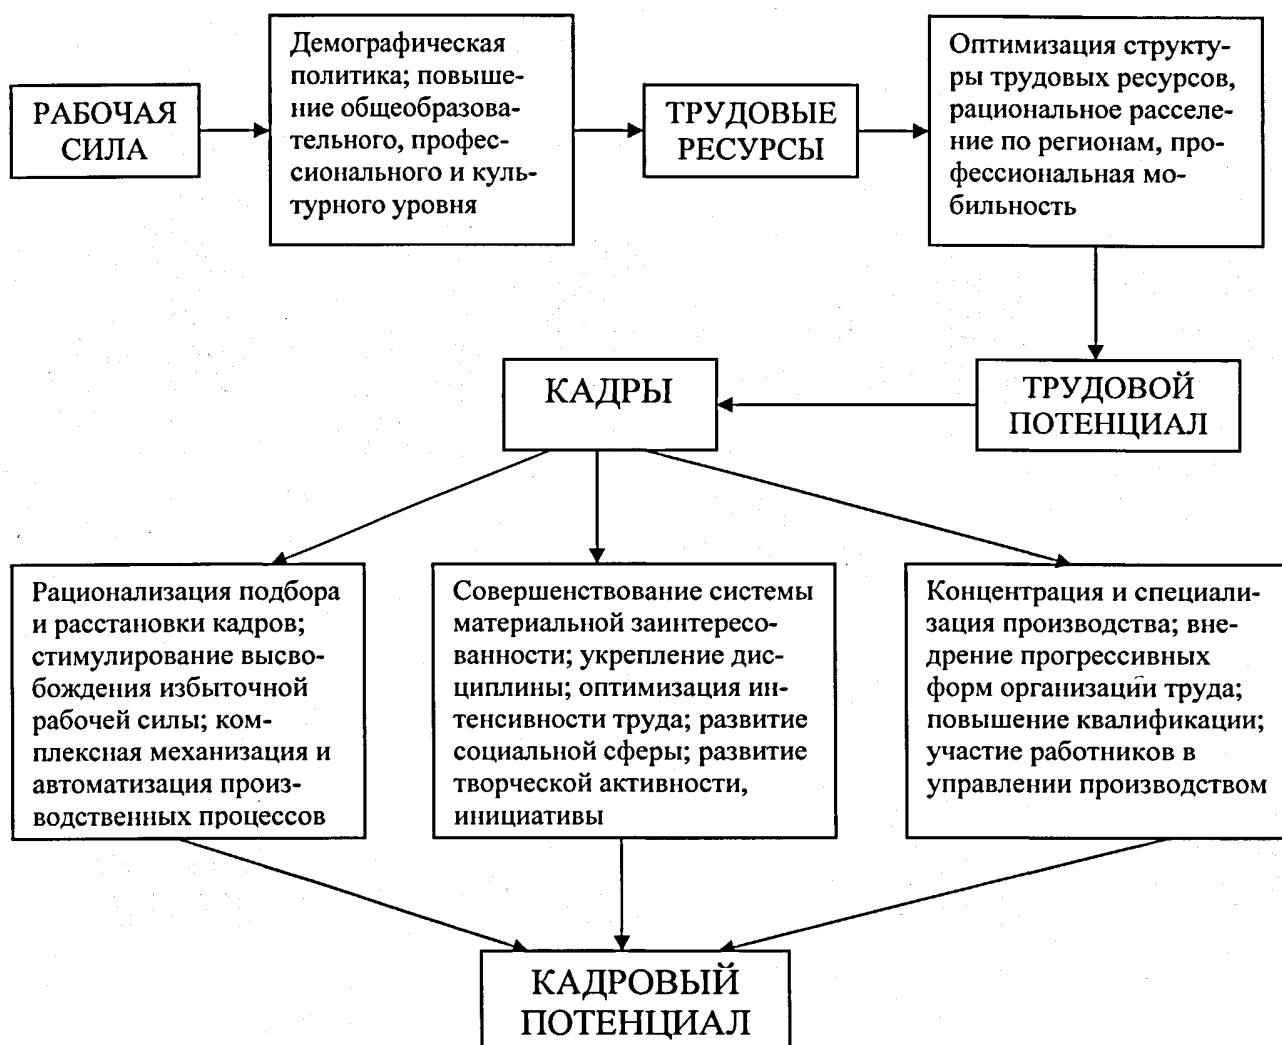 РАБОЧАЯ
СИЛА
Демографическая
политика; повыше-
ние общеобразова-
тельного, профес-
сионального и куль-
турного уровня
ТРУДОВЫЕ
РЕСУРСЫ
Оптимизация структу-
ры трудовых ресурсов,
рациональное расселе-
ние по регионам, про-
фессиональная мо-
бильность
ТРУДОВОЙ
ПОТЕНЦИАЛ
КАДРЫ
Рационализация подбора
и расстановки кадров;
стимулирование высво-
бождения избыточной
рабочей силы; ком-
плексная механизация и
автоматизация произ-
водственных процессов
Совершенствование системы
материальной заинтересо-
ванности; укрепление дис-
циплины; оптимизация ин-
тенсивности труда; развитие
социальной сферы; развитие
творческой активности,
инициативы
Концентрация и специали-
зация производства; вне-
дрение прогрессивных
форм организации труда;
повышение квалификации;
участие работников в
управлении производством
КАДРОВЫЙ
ПОТЕНЦИАЛ